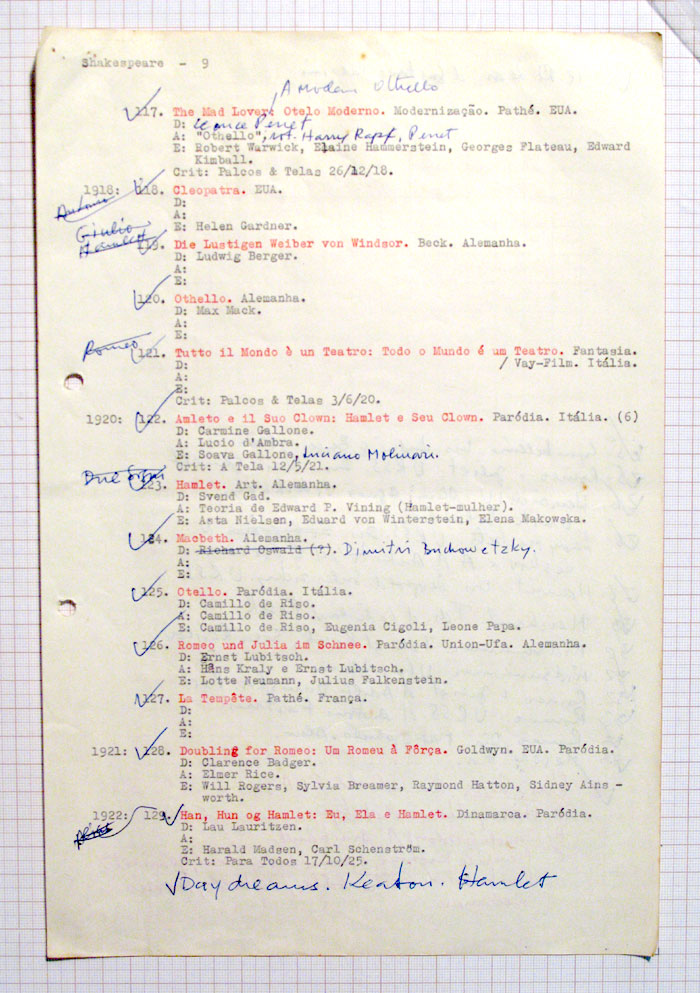 Shakespeare - 9
A Modern Othello
117. The Mad Lover: Otelo Moderno. Modernização. Pathé. EUA.
D: Léonce Perret
A: "Othello", rot. Harry Rapf, Perret
E: Robert Warwick, Elaine Hammerstein, Georges Flateau, Edward
Kimball.
Crit: Palcos & Telas 26/12/18.
1918: 118. Cleopatra. EUA.
D:
A:
E: Helen Gardner.
Giulio
Hamlet
119. Die Lustigen Weiber von Windsor. Beck. Alemanha.
D: Ludwig Berger.
A:
E:
120. Othello. Alemanha.
D: Max Mack.
A:
E:
Romeo
121. Tutto il Mondo è un Teatro: Todo o Mundo é um Teatro. Fantasia.
D: / Vay-Film. Itália.
A:
E:
Crit: Palcos & Telas 3/6/20.
1920: 122. Amleto e il Suo Clown: Hamlet e Seu Clown. Paródia. Itália. (6)
D: Carmine Gallone.
A: Lucio d'Ambra.
E: Soava Gallone, Luciano Molinari.
Crit: A Tela 12/5/21.
123. Hamlet. Art. Alemanha.
D: Svend Gad.
A: Teoria de Edward P. Vining (Hamlet-mulher).
E: Asta Nielsen, Eduard von Winterstein, Elena Makowska.
124. Macbeth. Alemanha.
D: Richard Oswald (?). Dimitri Buchowetzky.
A:
E:
125. Otello. Paródia. Itália.
D: Camillo de Riso.
A: Camillo de Riso.
E: Camillo de Riso, Eugenia Cigoli, Leone Papa.
126. Romeo und Julia im Schnee. Paródia. Union-Ufa. Alemanha.
D: Ernst Lubitsch.
A: Hans Kraly e Ernst Lubitsch.
E: Lotte Neumann, Julius Falkenstein.
127. La Tempête. Pathé. França.
D:
A:
E:
1921: 128. Doubling for Romeo: Um Romeu à Fôrça. Goldwyn. EUA. Paródia.
D: Clarence Badger.
A: Elmer Rice.
E: Will Rogers, Sylvia Breamer, Raymond Hatton, Sidney Ains -
worth.
1922: 129. Han, Hun og Hamlet: Eu, Ela e Hamlet. Dinamarca. Paródia.
D: Lau Lauritzen.
A:
E: Harald Madsen, Carl Schenström.
Crit: Para Todos 17/10/25.
Day dreams. Keaton. Hamlet